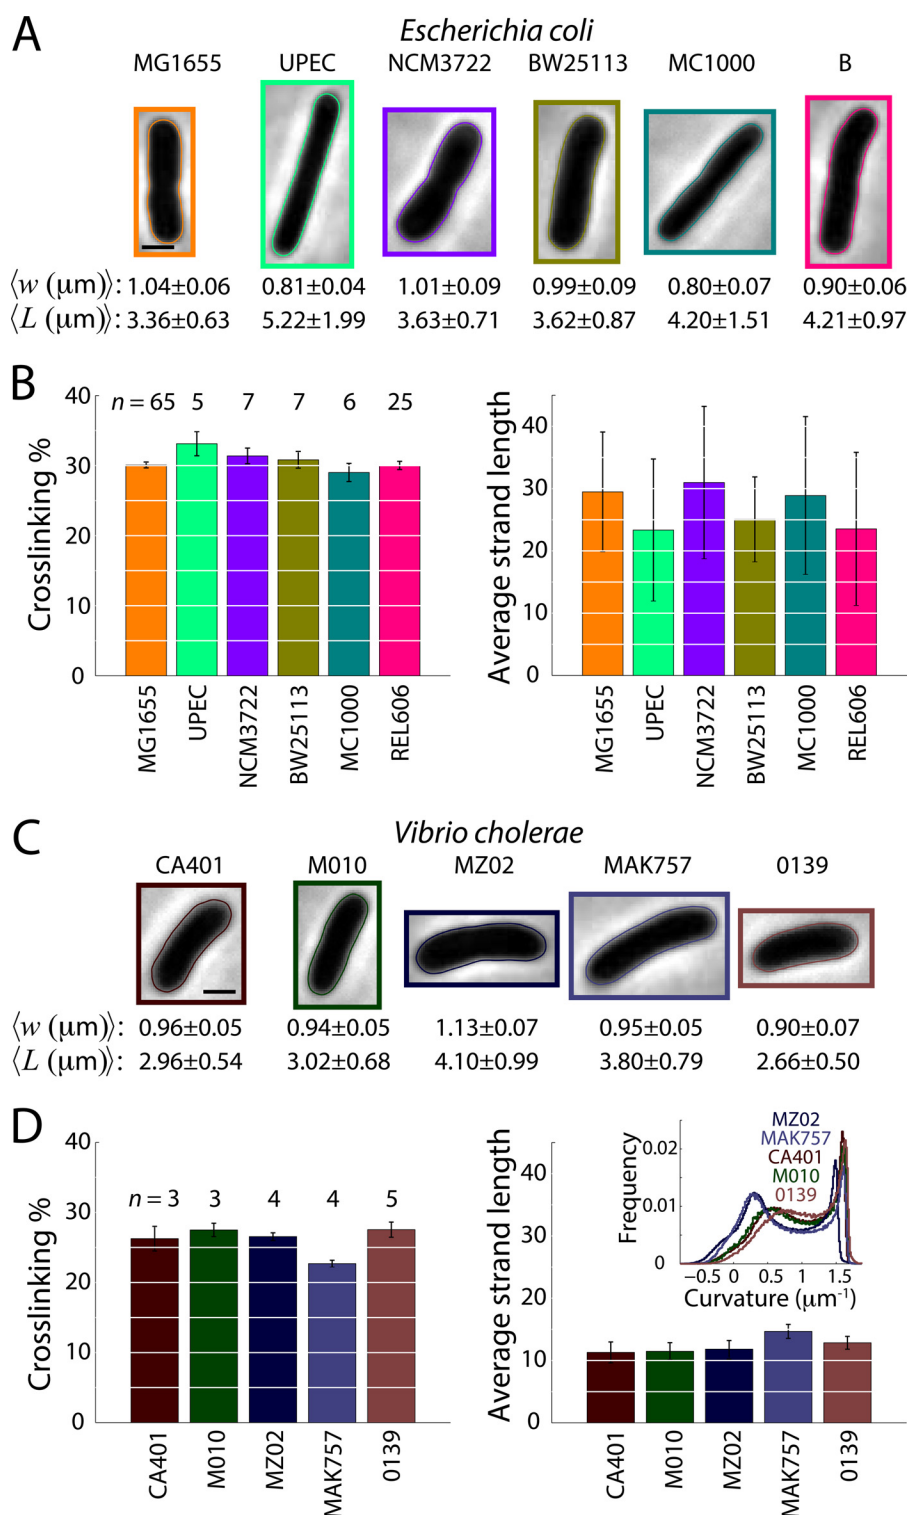 A
Escherichia coli
MG1655 UPEC NCM3722 BW25113 MC1000 B
⟨w (μm)⟩: 1.04±0.06 0.81±0.04 1.01±0.09 0.99±0.09 0.80±0.07 0.90±0.06
⟨L (μm)⟩: 3.36±0.63 5.22±1.99 3.63±0.71 3.62±0.87 4.20±1.51 4.21±0.97
B
Crosslinking %
40
30
20
10
0
n = 65 5 7 7 6 25
MG1655 UPEC NCM3722 BW25113 MC1000 REL606
Average strand length
40
30
20
10
0
MG1655 UPEC NCM3722 BW25113 MC1000 REL606
C
Vibrio cholerae
CA401 M010 MZ02 MAK757 0139
⟨w (μm)⟩: 0.96±0.05 0.94±0.05 1.13±0.07 0.95±0.05 0.90±0.07
⟨L (μm)⟩: 2.96±0.54 3.02±0.68 4.10±0.99 3.80±0.79 2.66±0.50
D
Crosslinking %
40
30
20
10
0
n = 3 3 4 4 5
CA401 M010 MZ02 MAK757 0139
Average strand length
40
30
20
10
0
CA401 M010 MZ02 MAK757 0139
Frequency
0.02
0.01
0
MZ02
MAK757
CA401
M010
0139
−0.5 0 0.5 1 1.5
Curvature (μm⁻¹)